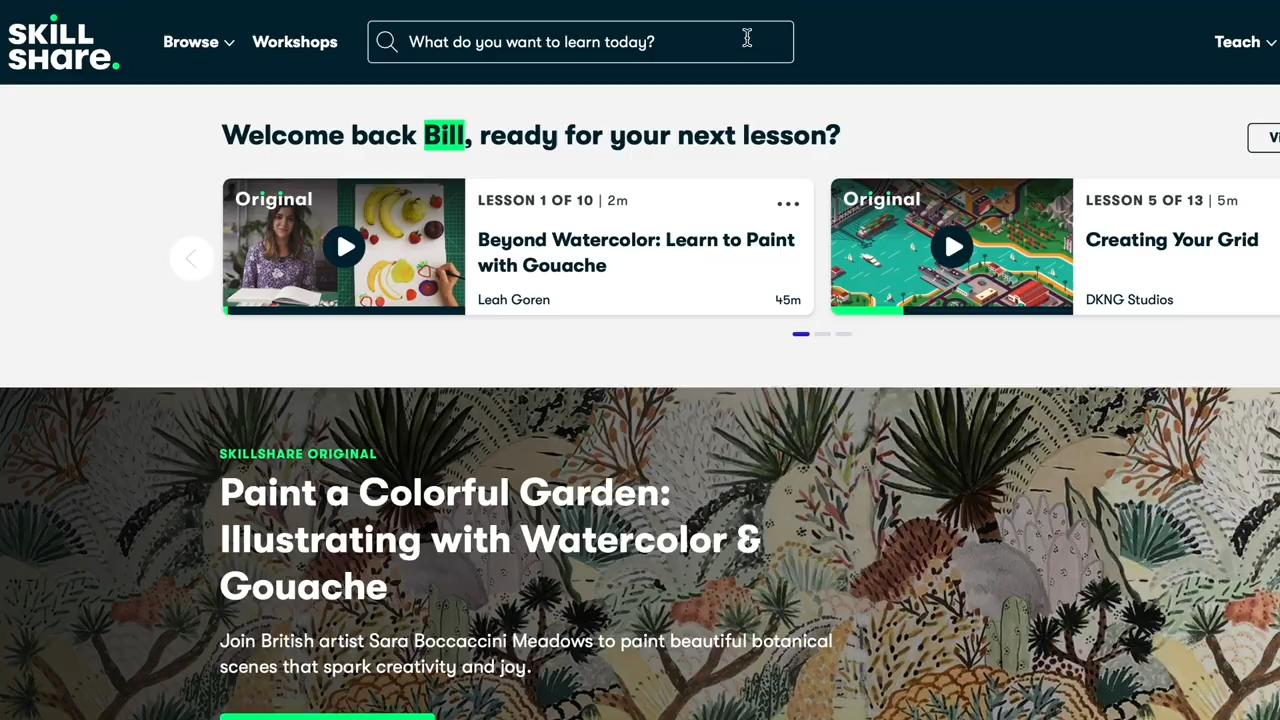 SKILL
SHARE.
Browse
Workshops
What do you want to learn today?
Teach
Welcome back Bill, ready for your next lesson?
Original
LESSON 1 OF 10 | 2m
Beyond Watercolor: Learn to Paint
with Gouache
Leah Goren
45m
Original
LESSON 5 OF 13 | 5m
Creating Your Grid
DKNG Studios
SKILLSHARE ORIGINAL
Paint a Colorful Garden:
Illustrating with Watercolor &
Gouache
Join British artist Sara Boccaccini Meadows to paint beautiful botanical
scenes that spark creativity and joy.